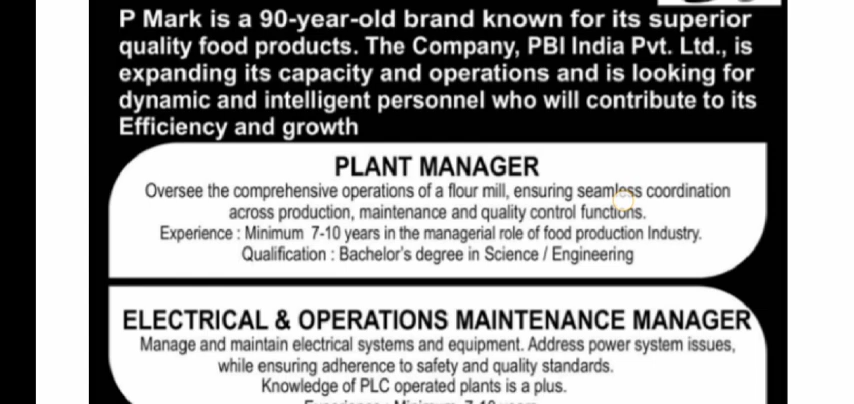 P Mark is a 90-year-old brand known for its superior
quality food products. The Company, PBI India Pvt. Ltd., is
expanding its capacity and operations and is looking for
dynamic and intelligent personnel who will contribute to its
Efficiency and growth
PLANT MANAGER
Oversee the comprehensive operations of a flour mill, ensuring seamless coordination
across production, maintenance and quality control functions.
Experience : Minimum 7-10 years in the managerial role of food production Industry.
Qualification : Bachelor's degree in Science / Engineering
ELECTRICAL & OPERATIONS MAINTENANCE MANAGER
Manage and maintain electrical systems and equipment. Address power system issues,
while ensuring adherence to safety and quality standards.
Knowledge of PLC operated plants is a plus.